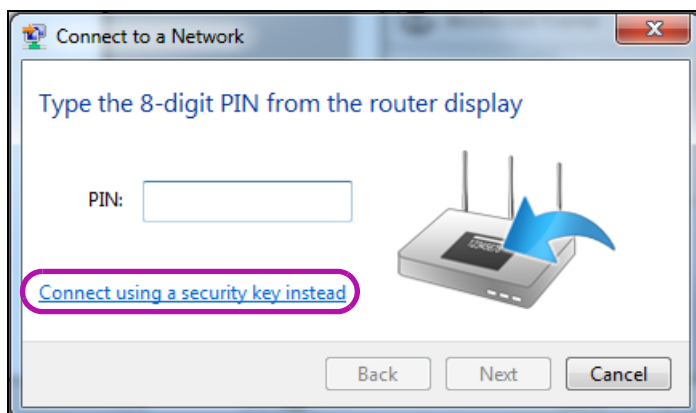 Connect to a Network
Type the 8-digit PIN from the router display
PIN:
12345670
Connect using a security key instead
Back Next Cancel